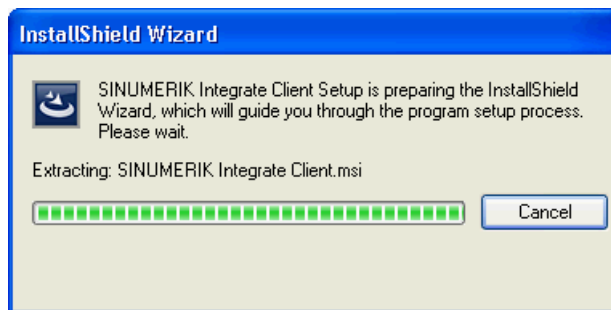 InstallShield Wizard
SINUMERIK Integrate Client Setup is preparing the InstallShield
Wizard, which will guide you through the program setup process.
Please wait.
Extracting: SINUMERIK Integrate Client.msi
Cancel